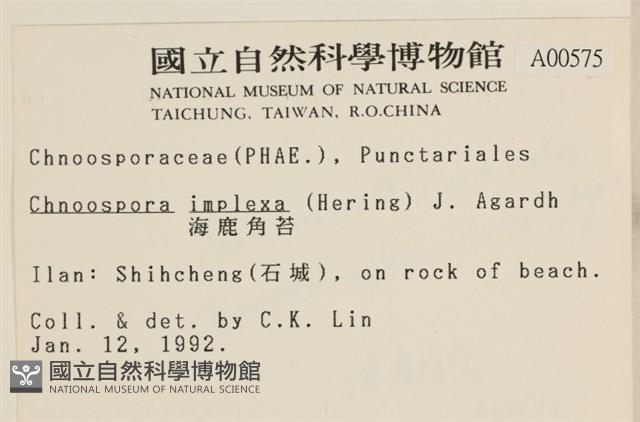 國立自然科學博物館
A00575
NATIONAL MUSEUM OF NATURAL SCIENCE
TAICHUNG, TAIWAN, R.O.CHINA
Chnoosporaceae(PHAE.), Punctariales
Chnoospora implexa (Hering) J. Agardh
海鹿角苔
Ilan: Shihcheng(石城), on rock of beach.
Coll. & det. by C.K. Lin
Jan. 12, 1992.
國立自然科學博物館
NATIONAL MUSEUM OF NATURAL SCIENCE